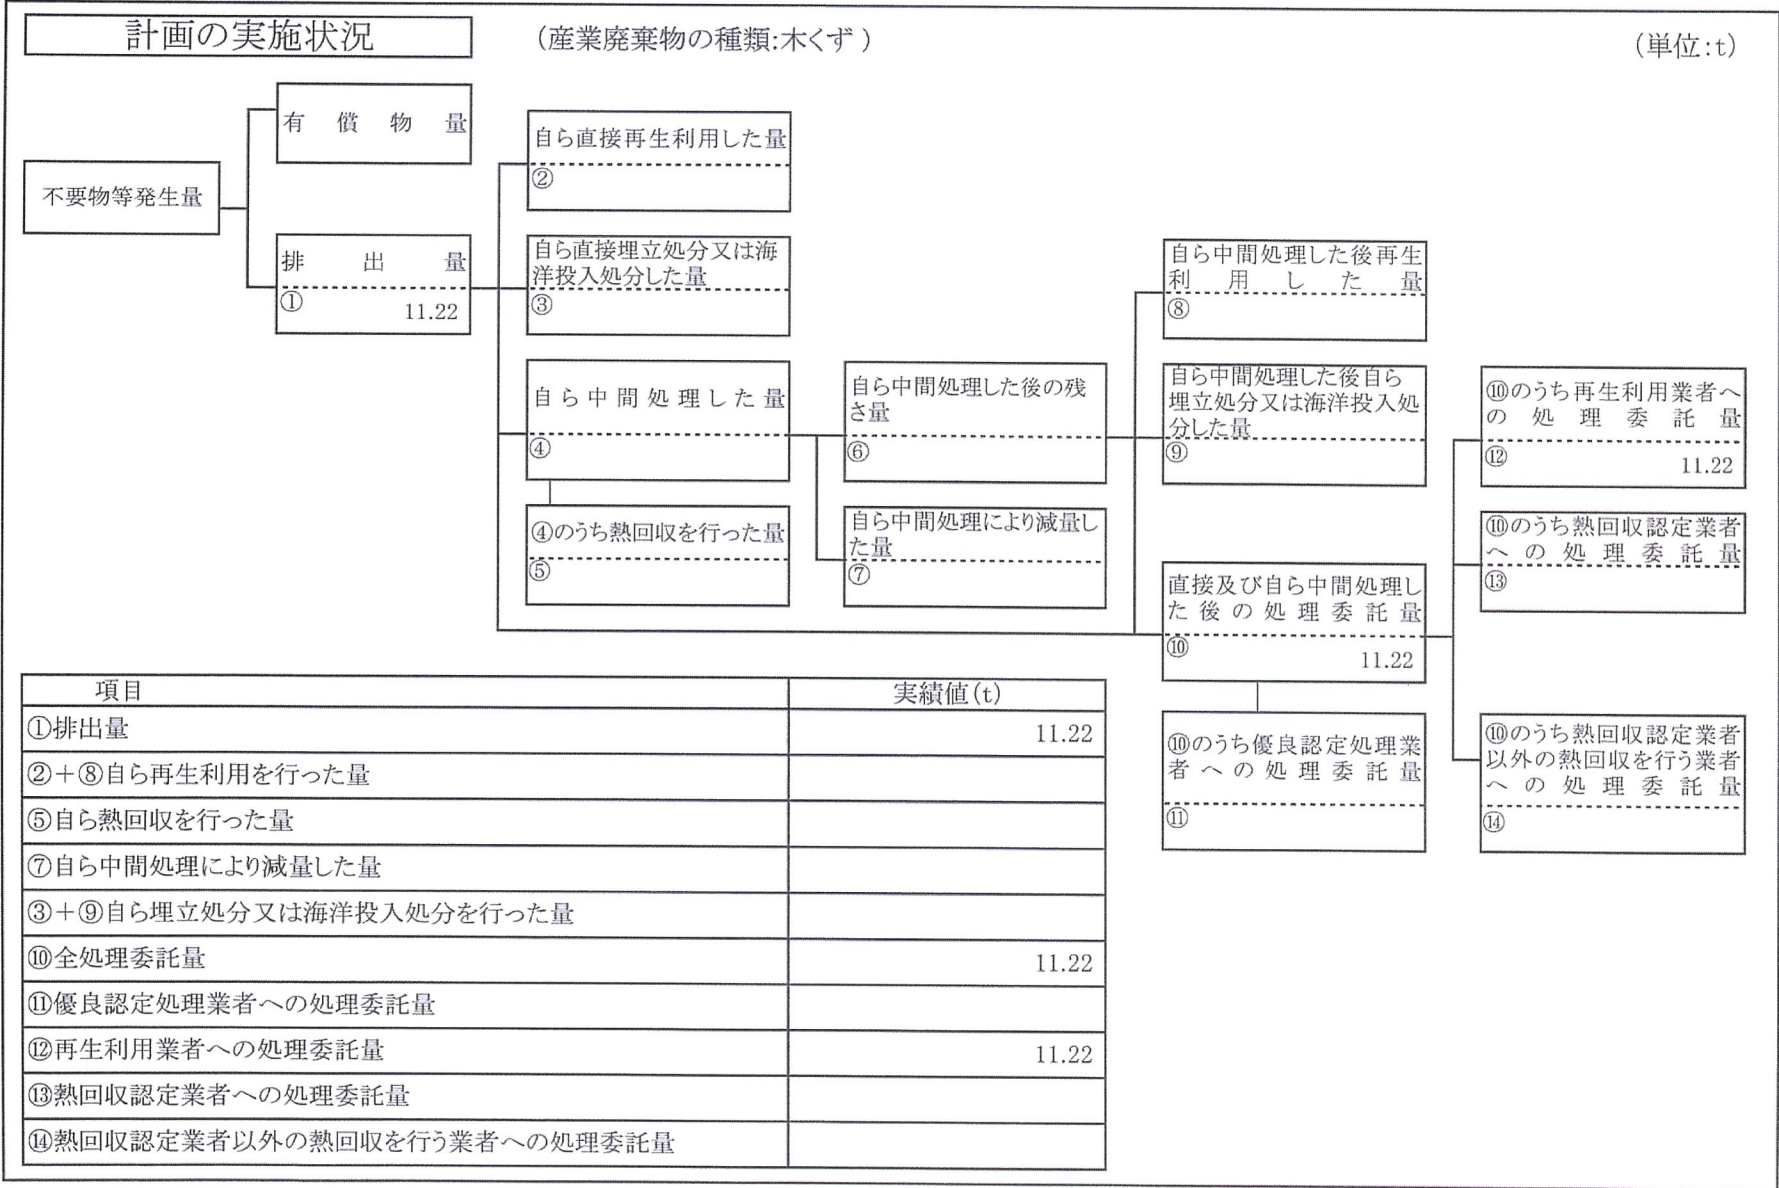 計画の実施状況
（産業廃棄物の種類:木くず）
（単位:t）
不要物等発生量
有償物量
排出量
①
11.22
自ら直接再生利用した量
②
自ら直接埋立処分又は海
洋投入処分した量
③
自ら中間処理した量
④
④のうち熱回収を行った量
⑤
自ら中間処理した後の残
さ量
⑥
自ら中間処理により減量し
た量
⑦
自ら中間処理した後再生
利用した量
⑧
自ら中間処理した後自ら
埋立処分又は海洋投入処
分した量
⑨
直接及び自ら中間処理し
た後の処理委託量
⑩
11.22
⑩のうち優良認定処理業
者への処理委託量
⑪
⑩のうち再生利用業者へ
の処理委託量
⑫
11.22
⑩のうち熱回収認定業者
への処理委託量
⑬
⑩のうち熱回収認定業者
以外の熱回収を行う業者
への処理委託量
⑭
項目 実績値(t)
①排出量 11.22
②＋⑧自ら再生利用を行った量
⑤自ら熱回収を行った量
⑦自ら中間処理により減量した量
③＋⑨自ら埋立処分又は海洋投入処分を行った量
⑩全処理委託量 11.22
⑪優良認定処理業者への処理委託量
⑫再生利用業者への処理委託量 11.22
⑬熱回収認定業者への処理委託量
⑭熱回収認定業者以外の熱回収を行う業者への処理委託量